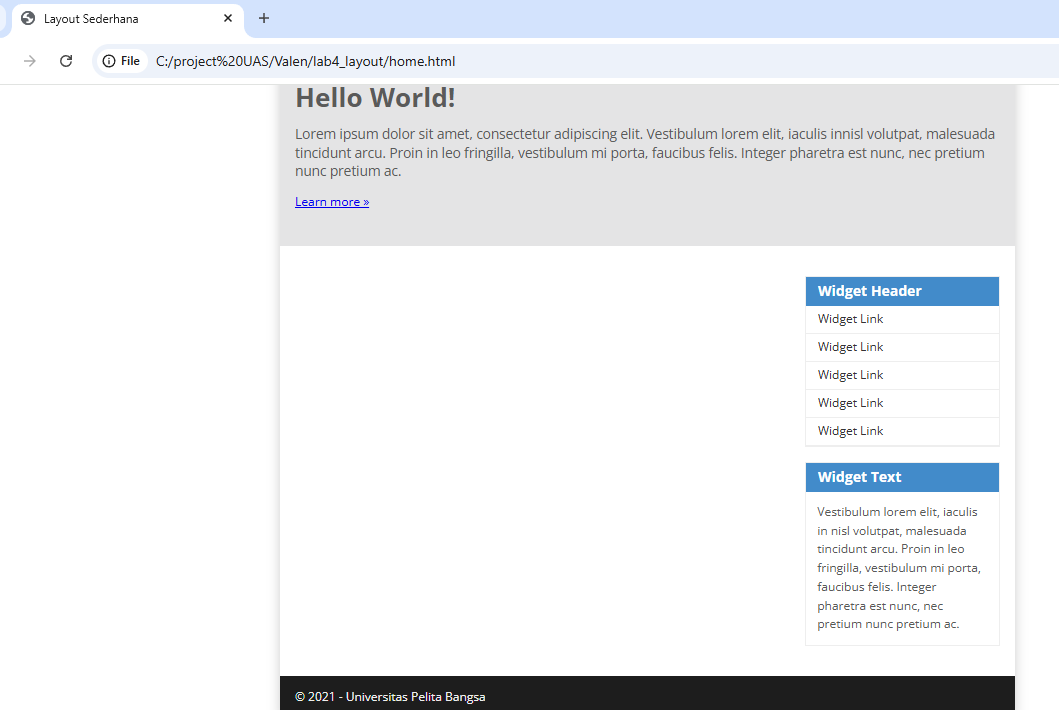 Layout Sederhana
File
C:/project%20UAS/Valen/lab4_layout/home.html
Hello World!
Lorem ipsum dolor sit amet, consectetur adipiscing elit. Vestibulum lorem elit, iaculis innisl volutpat, malesuada
tincidunt arcu. Proin in leo fringilla, vestibulum mi porta, faucibus felis. Integer pharetra est nunc, nec pretium
nunc pretium ac.
Learn more »
Widget Header
Widget Link
Widget Link
Widget Link
Widget Link
Widget Link
Widget Text
Vestibulum lorem elit, iaculis
in nisl volutpat, malesuada
tincidunt arcu. Proin in leo
fringilla, vestibulum mi porta,
faucibus felis. Integer
pharetra est nunc, nec
pretium nunc pretium ac.
© 2021 - Universitas Pelita Bangsa